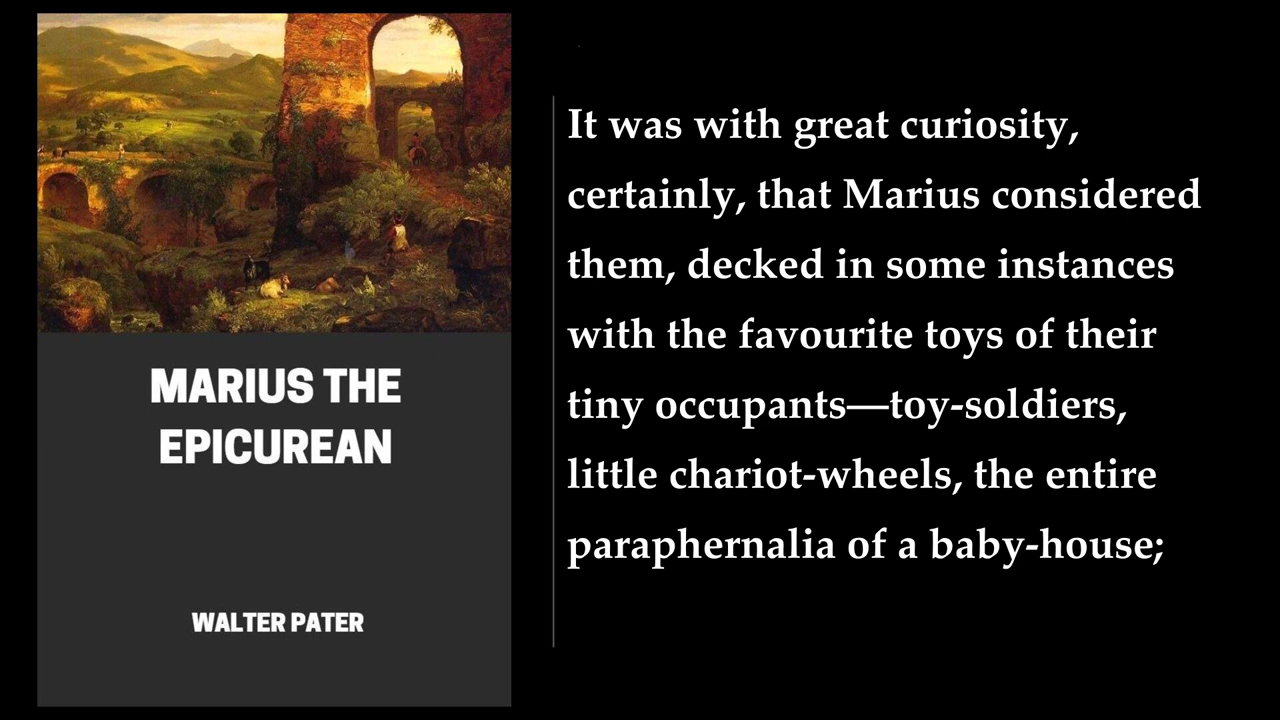 MARIUS THE
EPICUREAN
WALTER PATER
It was with great curiosity,
certainly, that Marius considered
them, decked in some instances
with the favourite toys of their
tiny occupants—toy-soldiers,
little chariot-wheels, the entire
paraphernalia of a baby-house;